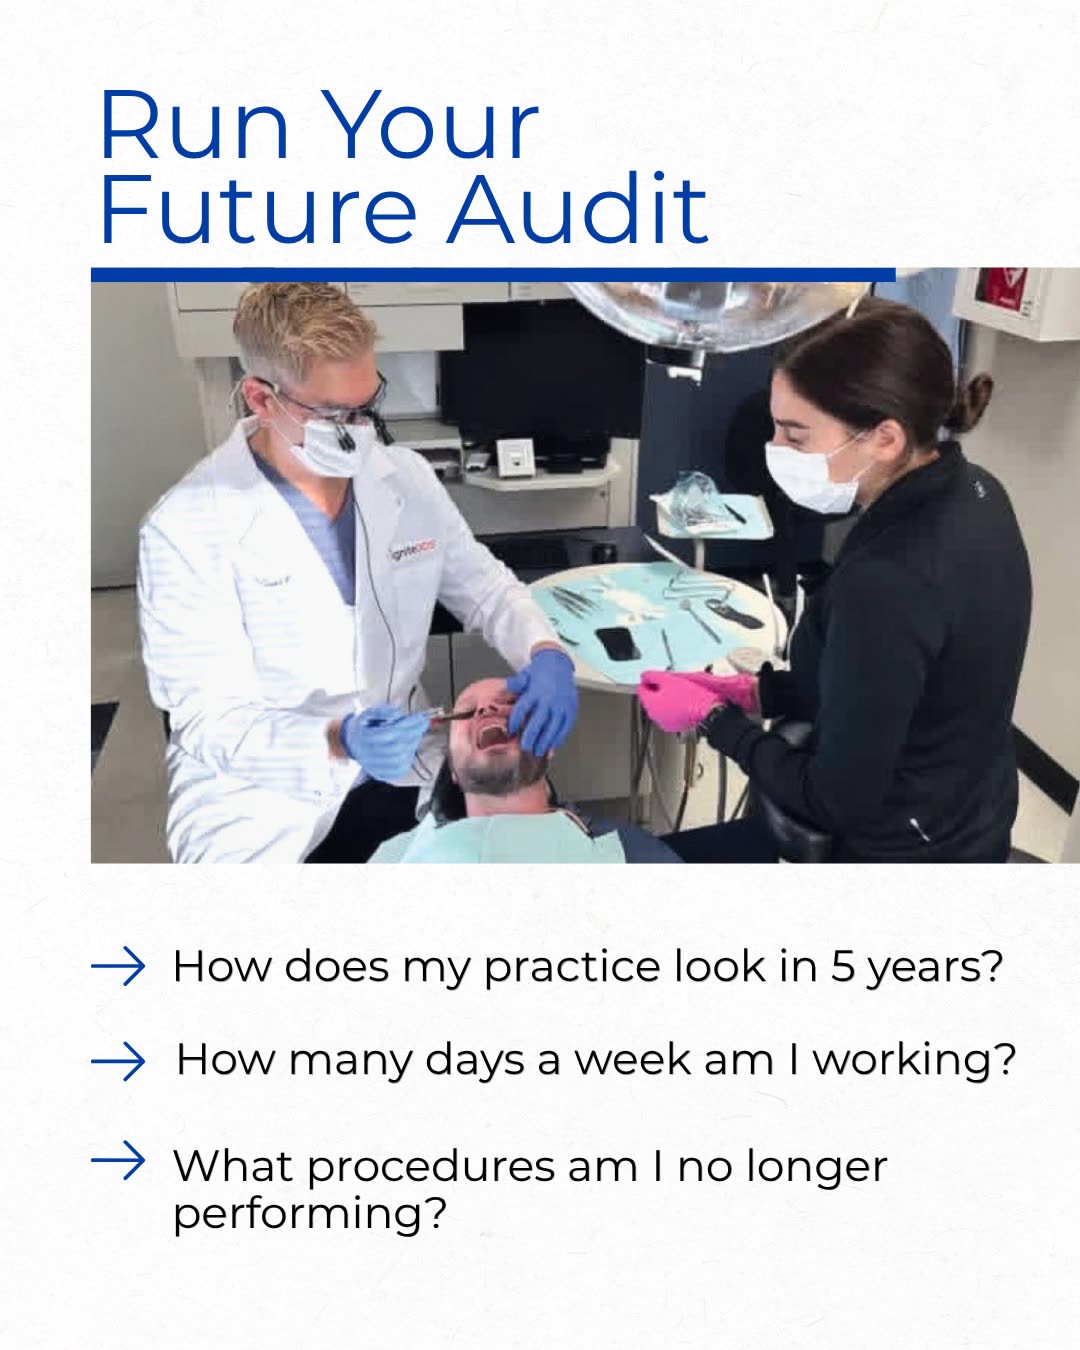 Run Your
Future Audit
igniteDDS
How does my practice look in 5 years?
How many days a week am I working?
What procedures am I no longer
performing?